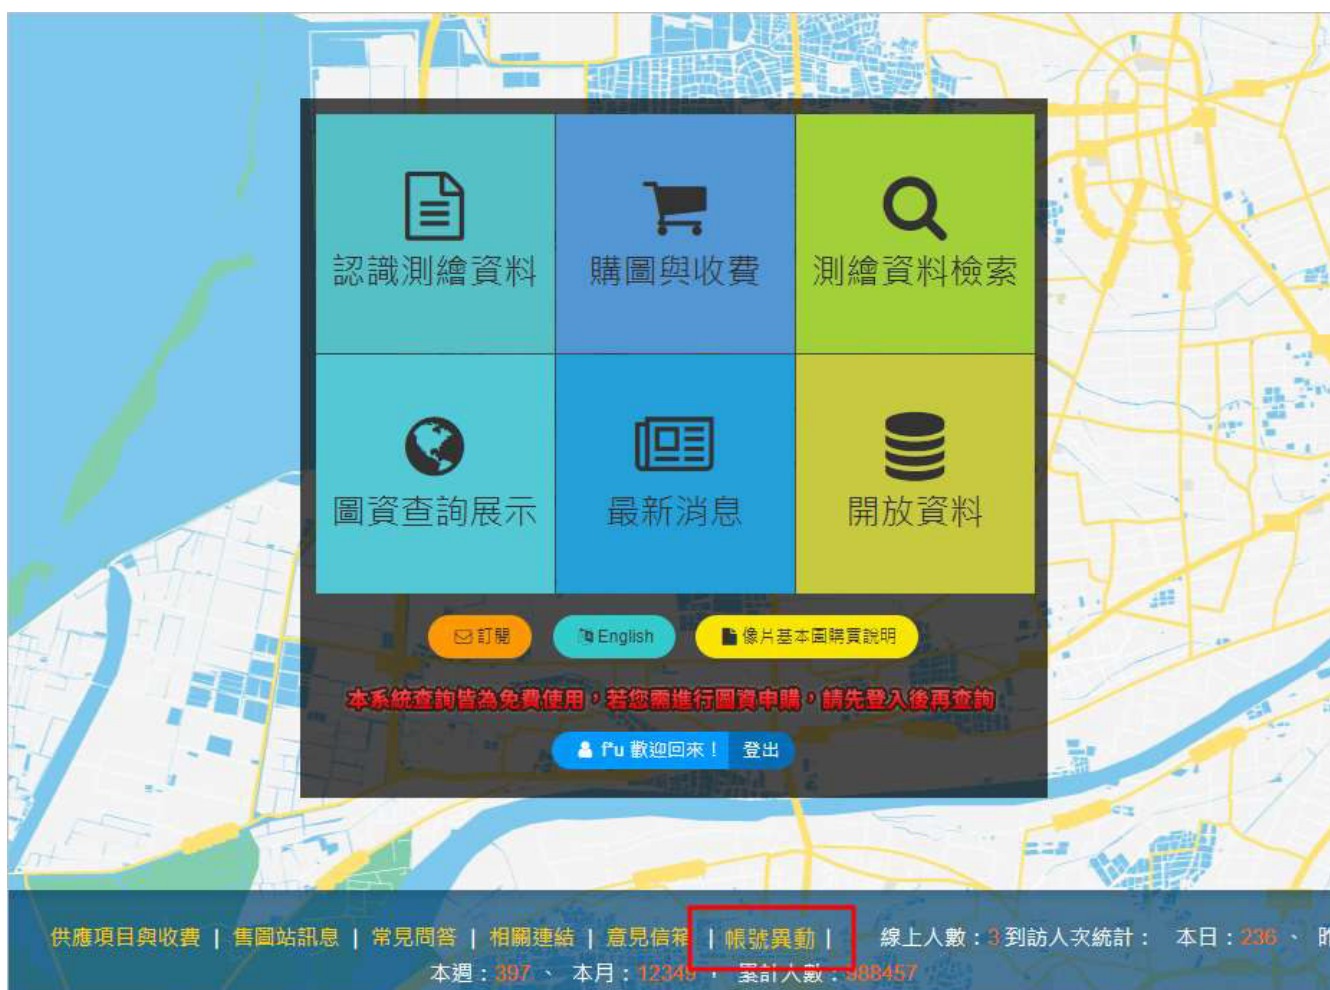 認識測繪資料
購圖與收費
測繪資料檢索
圖資查詢展示
最新消息
開放資料
訂閱
English
像片基本圖購買說明
本系統查詢皆為免費使用，若您需進行圖資申購，請先登入後再查詢
f*u 歡迎回來！ 登出
供應項目與收費 | 售圖站訊息 | 常見問答 | 相關連結 | 意見信箱 | 帳號異動 | 線上人數：3 到訪人次統計： 本日：236 、
本週：397 、 本月：12349 、 累計人數：988457